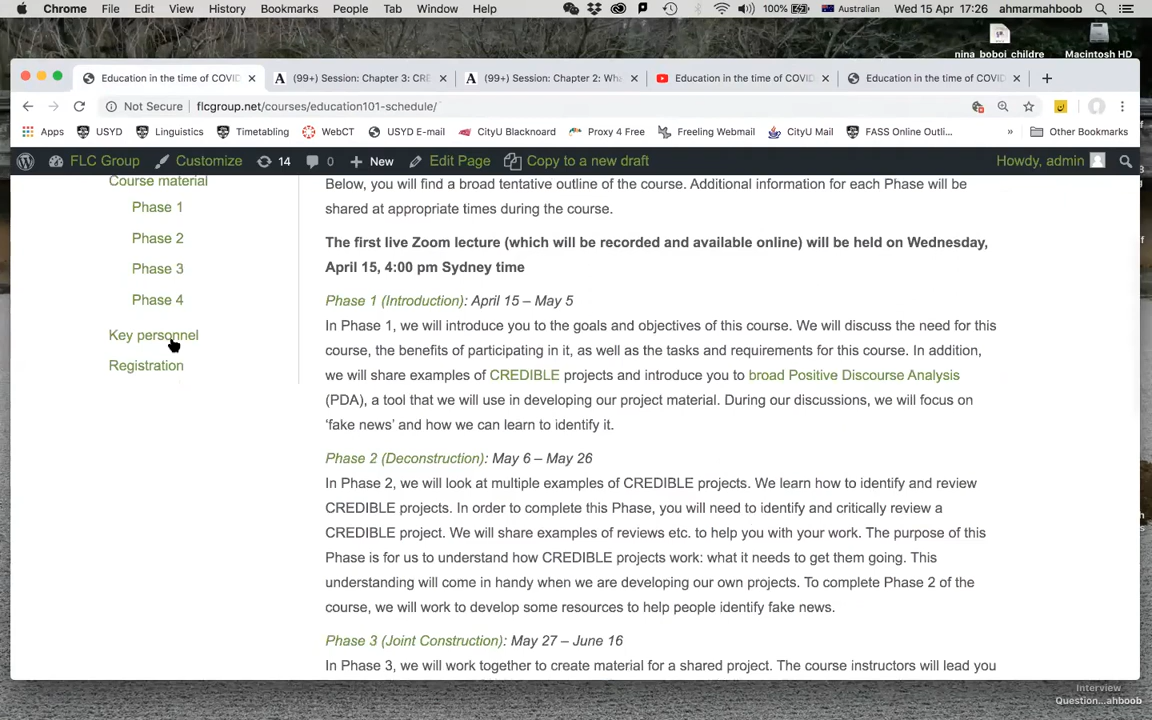 Chrome File Edit View History Bookmarks People Tab Window Help 100% Australian Wed 15 Apr 17:26 ahmarmahboob
nina_boboi_childre Macintosh HD
Education in the time of COVID (99+) Session: Chapter 3: CRE (99+) Session: Chapter 2: Wha Education in the time of COVID Education in the time of COVID
Not Secure flcgroup.net/courses/education101-schedule/
Apps USYD Linguistics Timetabling WebCT USYD E-mail CityU Blackboard Proxy 4 Free Freeling Webmail CityU Mail FASS Online Outli... » Other Bookmarks
FLC Group Customize 14 0 New Edit Page Copy to a new draft Howdy, admin
Course material
Phase 1
Phase 2
Phase 3
Phase 4
Key personnel
Registration
Below, you will find a broad tentative outline of the course. Additional information for each Phase will be
shared at appropriate times during the course.
The first live Zoom lecture (which will be recorded and available online) will be held on Wednesday,
April 15, 4:00 pm Sydney time
Phase 1 (Introduction): April 15 – May 5
In Phase 1, we will introduce you to the goals and objectives of this course. We will discuss the need for this
course, the benefits of participating in it, as well as the tasks and requirements for this course. In addition,
we will share examples of CREDIBLE projects and introduce you to broad Positive Discourse Analysis
(PDA), a tool that we will use in developing our project material. During our discussions, we will focus on
‘fake news’ and how we can learn to identify it.
Phase 2 (Deconstruction): May 6 – May 26
In Phase 2, we will look at multiple examples of CREDIBLE projects. We learn how to identify and review
CREDIBLE projects. In order to complete this Phase, you will need to identify and critically review a
CREDIBLE project. We will share examples of reviews etc. to help you with your work. The purpose of this
Phase is for us to understand how CREDIBLE projects work: what it needs to get them going. This
understanding will come in handy when we are developing our own projects. To complete Phase 2 of the
course, we will work to develop some resources to help people identify fake news.
Phase 3 (Joint Construction): May 27 – June 16
In Phase 3, we will work together to create material for a shared project. The course instructors will lead you
Interview
Question...ahboob